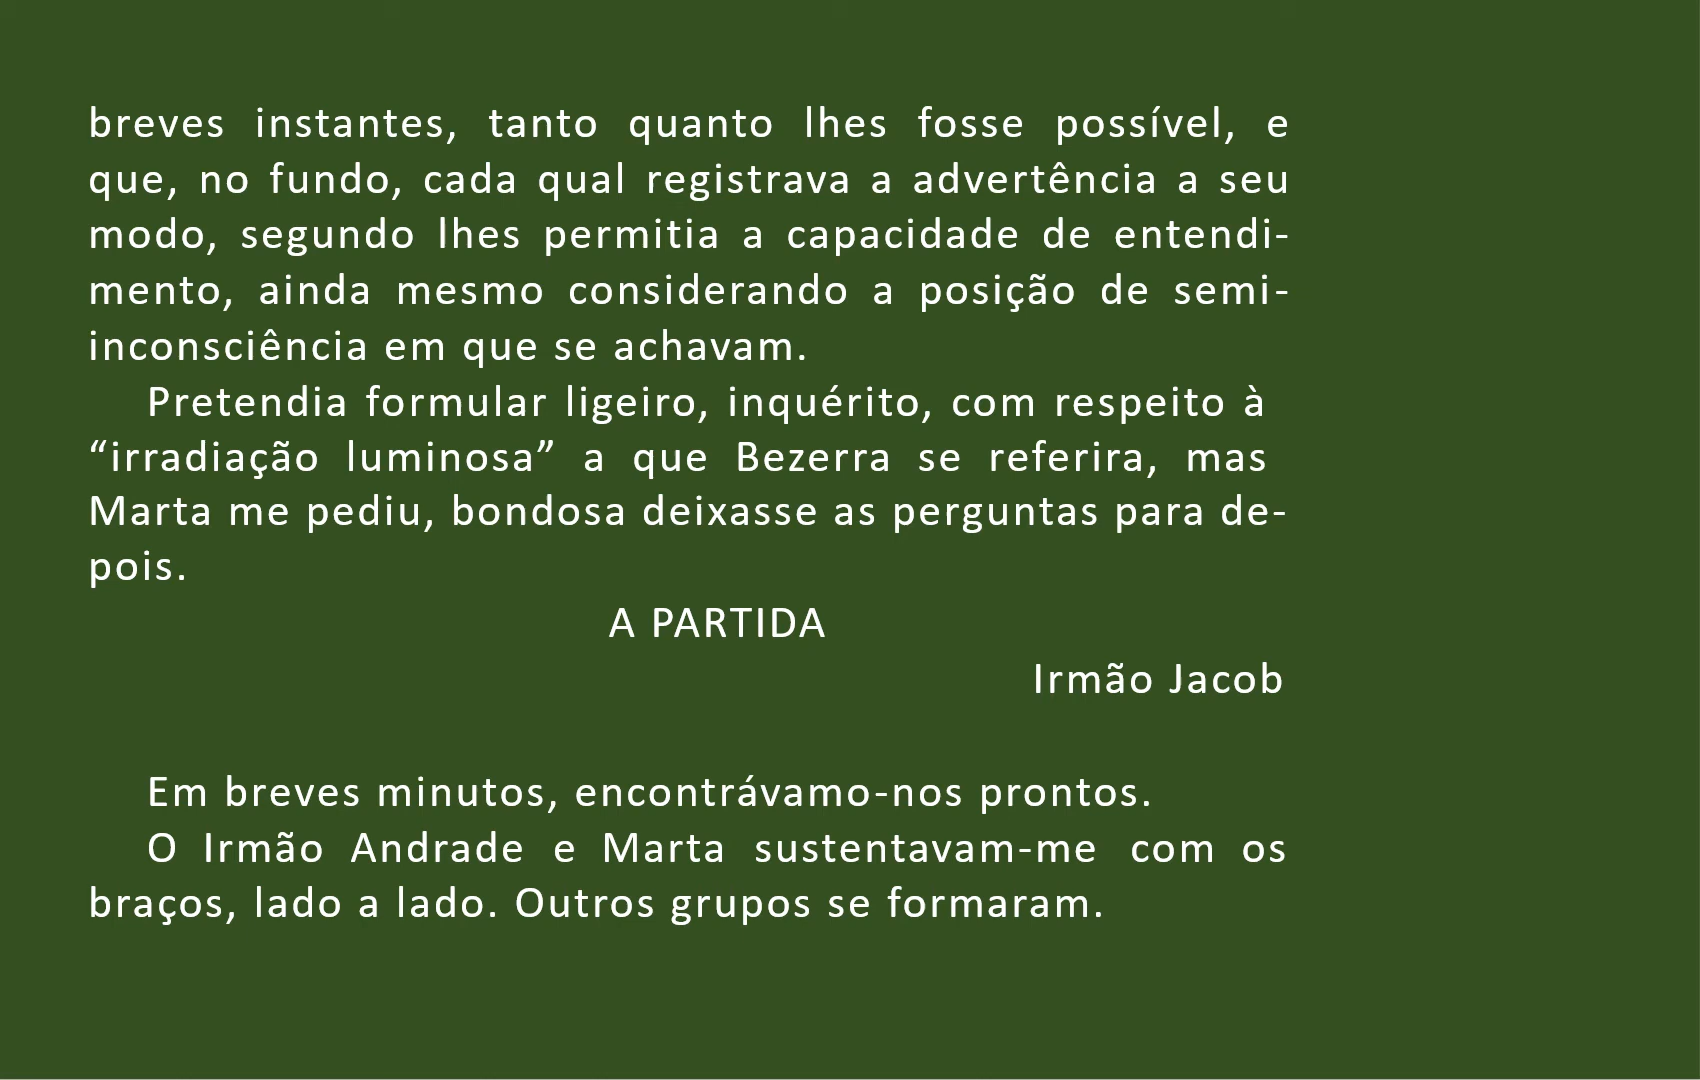 breves instantes, tanto quanto lhes fosse possível, e
que, no fundo, cada qual registrava a advertência a seu
modo, segundo lhes permitia a capacidade de entendi-
mento, ainda mesmo considerando a posição de semi-
inconsciência em que se achavam.
Pretendia formular ligeiro, inquérito, com respeito à
“irradiação luminosa” a que Bezerra se referira, mas
Marta me pediu, bondosa deixasse as perguntas para de-
pois.
A PARTIDA
Irmão Jacob
Em breves minutos, encontrávamo-nos prontos.
O Irmão Andrade e Marta sustentavam-me com os
braços, lado a lado. Outros grupos se formaram.